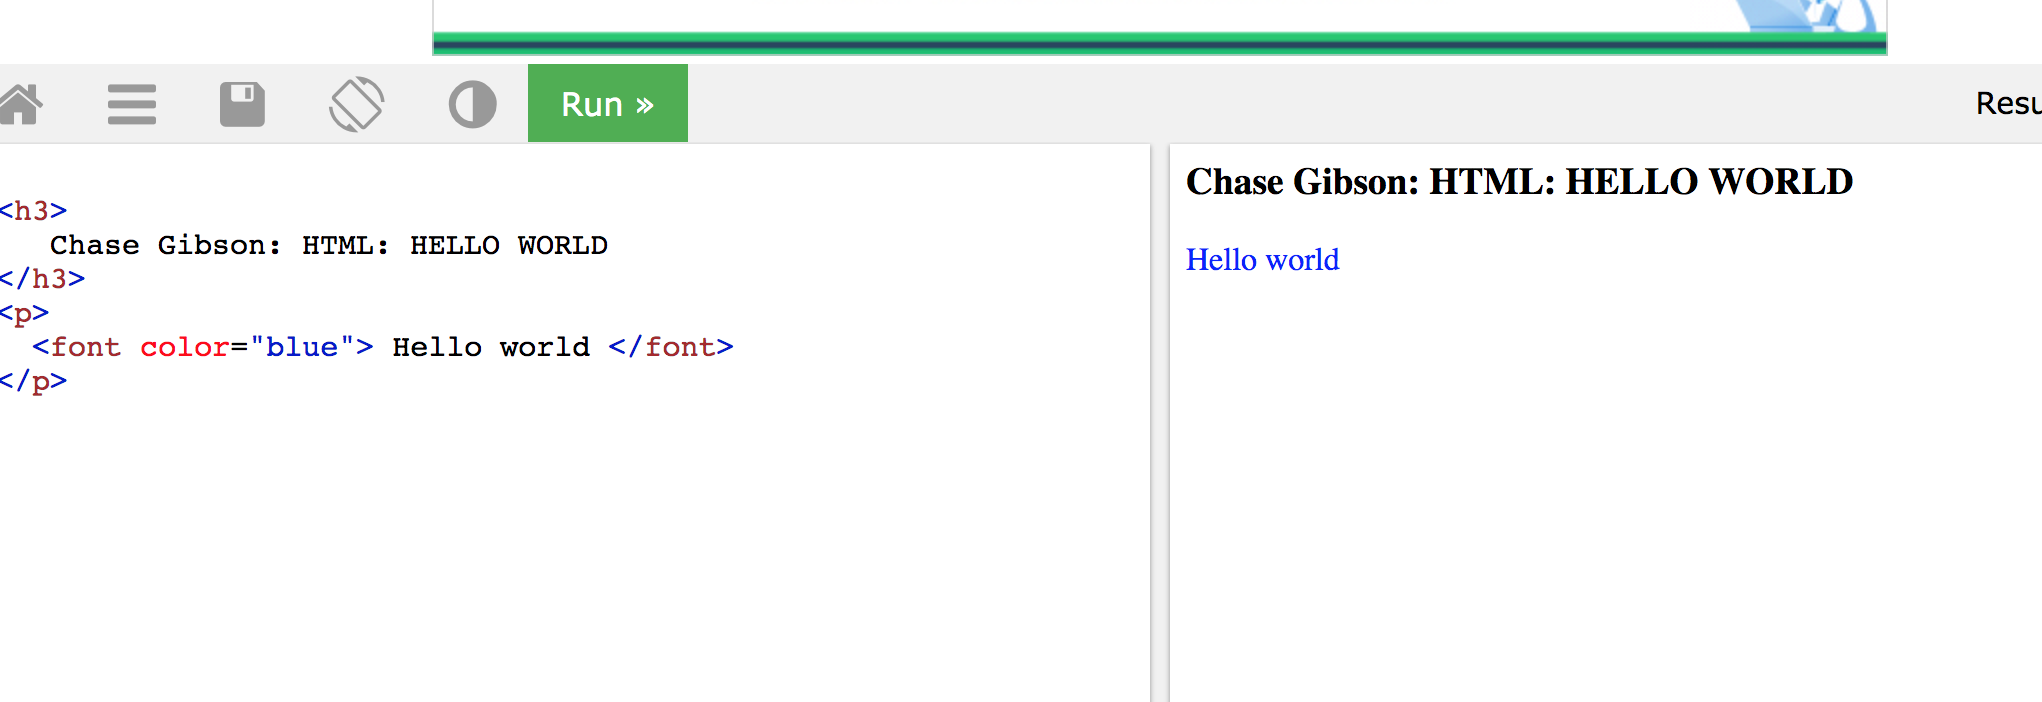 Run »
Resu
<h3>
Chase Gibson: HTML: HELLO WORLD
</h3>
<p>
<font color="blue"> Hello world </font>
</p>
Chase Gibson: HTML: HELLO WORLD
Hello world